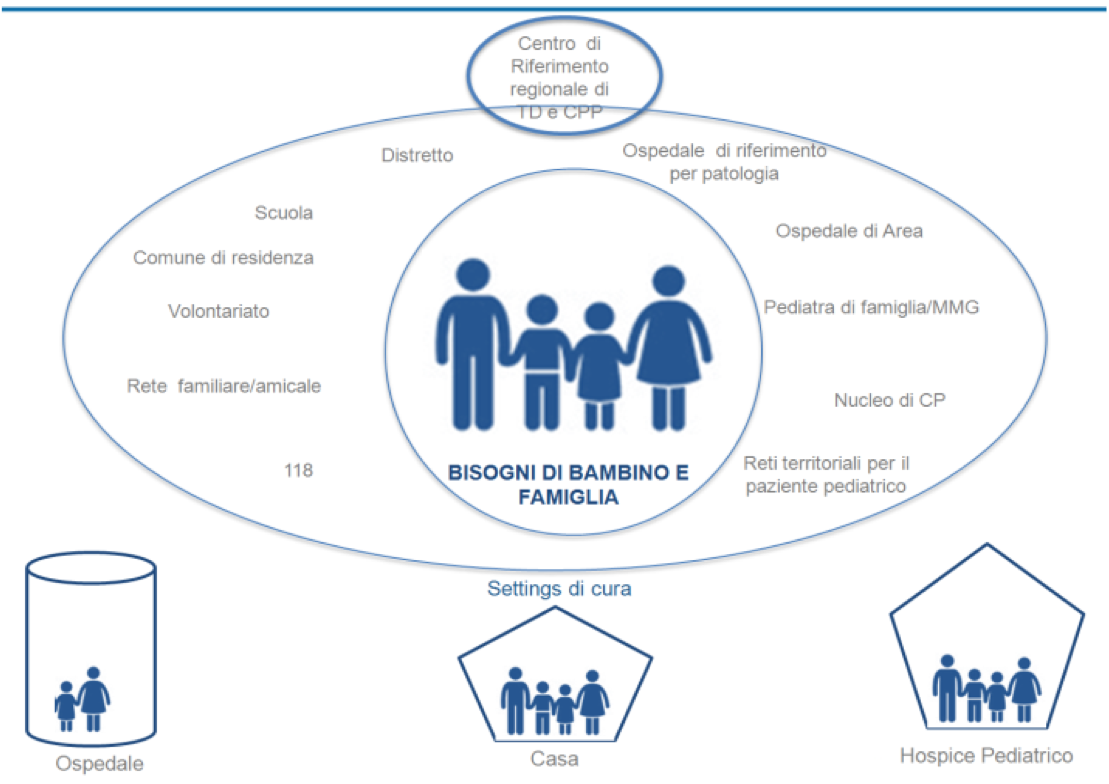 Centro di
Riferimento
regionale di
TD e CPP
Distretto
Ospedale di riferimento
per patologia
Scuola
Ospedale di Area
Comune di residenza
Volontariato
Pediatra di famiglia/MMG
Rete familiare/amicale
Nucleo di CP
118
BISOGNI DI BAMBINO E
FAMIGLIA
Reti territoriali per il
paziente pediatrico
Settings di cura
Ospedale
Casa
Hospice Pediatrico